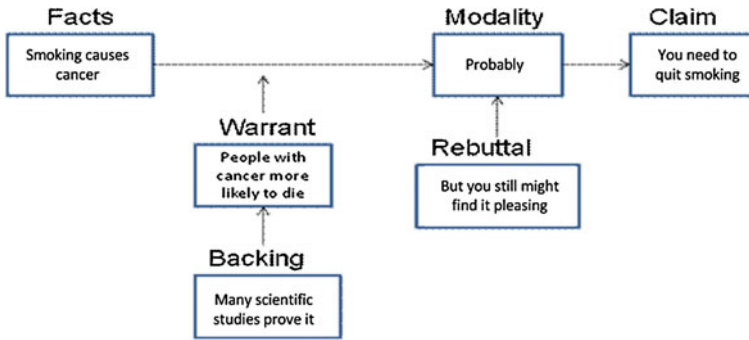 Facts
Modality
Claim
Smoking causes
cancer
Probably
You need to
quit smoking
Warrant
People with
cancer more
likely to die
Rebuttal
But you still might
find it pleasing
Backing
Many scientific
studies prove it